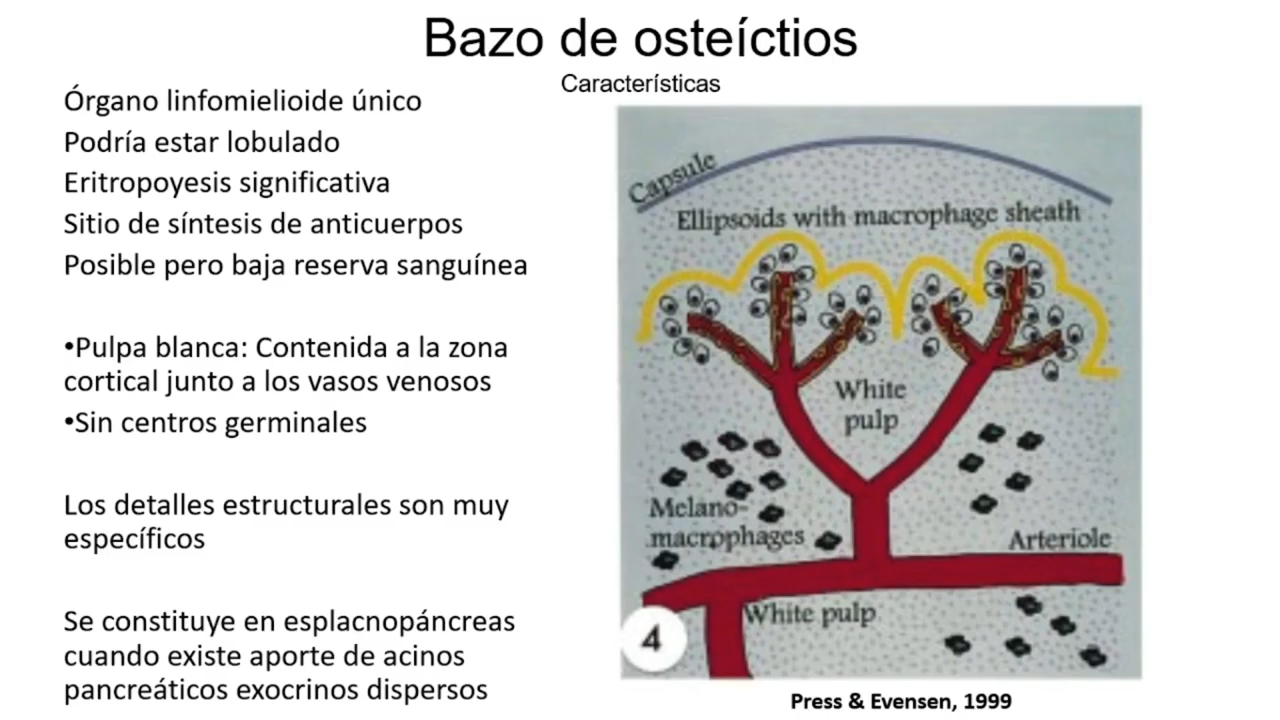 Bazo de osteíctios
Características
Órgano linfomielioide único
Podría estar lobulado
Eritropoyesis significativa
Sitio de síntesis de anticuerpos
Posible pero baja reserva sanguínea
•Pulpa blanca: Contenida a la zona
cortical junto a los vasos venosos
•Sin centros germinales
Los detalles estructurales son muy
específicos
Se constituye en esplacnopáncreas
cuando existe aporte de acinos
pancreáticos exocrinos dispersos
Capsule
Ellipsoids with macrophage sheath
White
pulp
Melano-
macrophages
Arteriole
White pulp
4
Press & Evensen, 1999